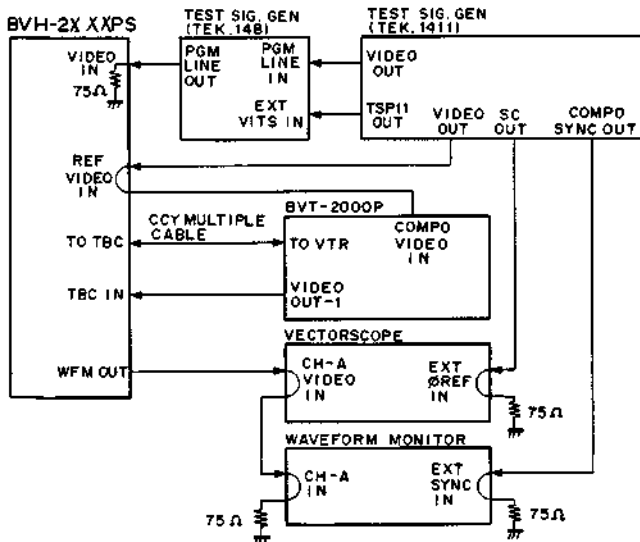 BVH-2X XXPS
TEST SIG. GEN
(TEK. 148)
TEST SIG. GEN
(TEK. 1411)
VIDEO
IN
75Ω
PGM
LINE
OUT
PGM
LINE
IN
EXT
VITS IN
VIDEO
OUT
TSP11
OUT
VIDEO
OUT
SC
OUT
COMPO
SYNC OUT
REF
VIDEO
IN
TO TBC
CCY MULTIPLE
CABLE
BVT-2000P
TO VTR
COMPO
VIDEO
IN
TBC IN
VIDEO
OUT-1
WFM OUT
VECTORSCOPE
CH-A
VIDEO
IN
EXT
ØREF
IN
75Ω
WAVEFORM MONITOR
CH-A
IN
EXT
SYNC
IN
75Ω
75Ω